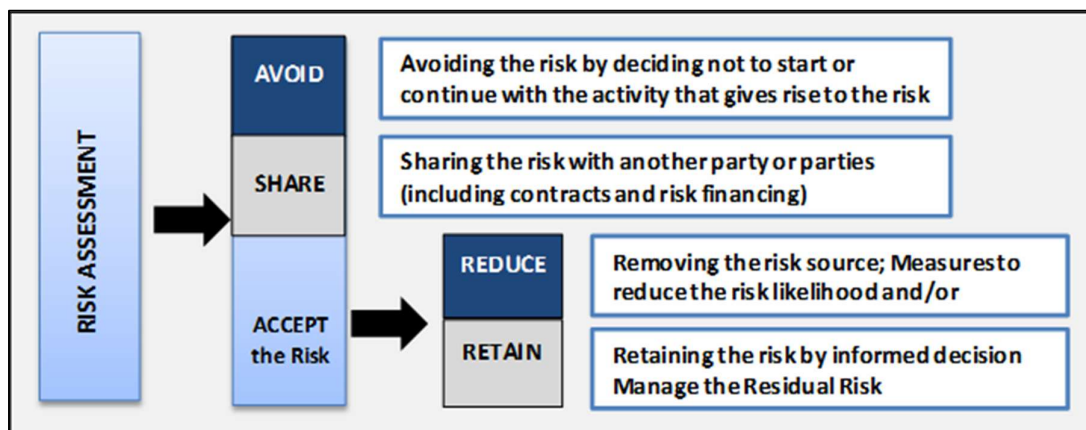 RISK ASSESSMENT
AVOID
Avoiding the risk by deciding not to start or
continue with the activity that gives rise to the risk
SHARE
Sharing the risk with another party or parties
(including contracts and risk financing)
ACCEPT
the Risk
REDUCE
Removing the risk source; Measures to
reduce the risk likelihood and/or
RETAIN
Retaining the risk by informed decision
Manage the Residual Risk